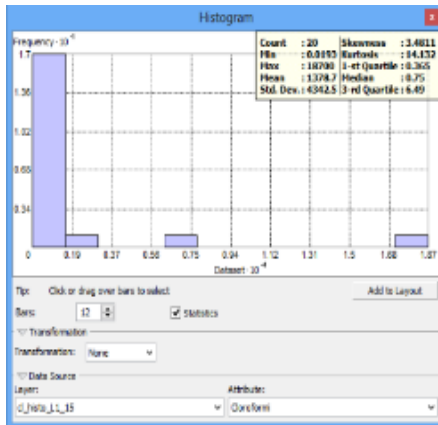 Histogram
Frequency · 10⁻¹
Count : 20 Skewness : 3.4811
Min : 0.0193 Kurtosis : 14.132
Max : 18700 1-st Quartile : 0.365
Mean : 1378.7 Median : 0.75
Std. Dev. : 4342.5 3-rd Quartile : 6.49
1.7
1.36
1.02
0.68
0.34
0 0.19 0.37 0.56 0.75 0.94 1.12 1.31 1.5 1.68 1.87
Dataset · 10⁻⁴
Tip: Click or drag over bars to select
Add to Layout
Bars: 12 Statistics
Transformation
Transformation: None
Data Source
Layer: Attribute:
cl_histo_L1_15 Cloroformi